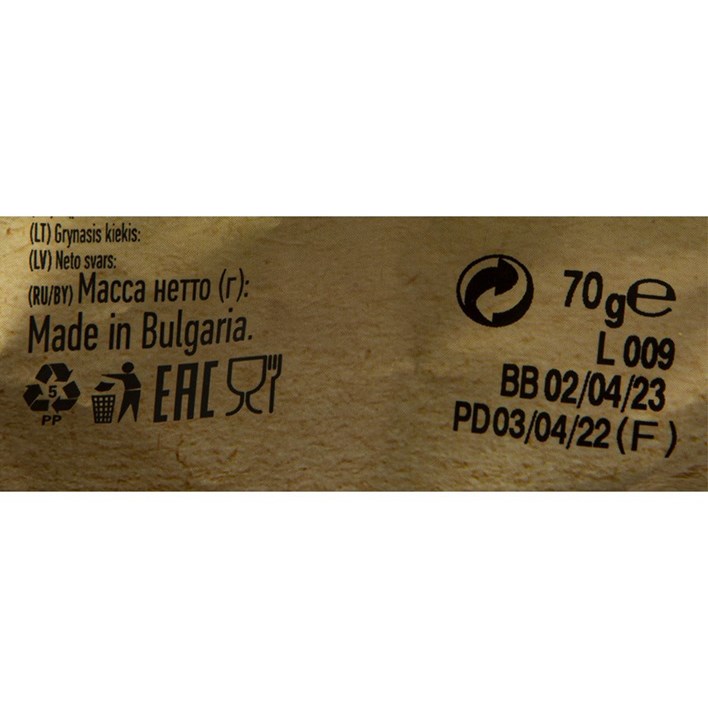 (LT) Grynasis kiekis:
(LV) Neto svars:
(RU/BY) Масса нетто (г):
Made in Bulgaria.
5
PP
EAC
70g e
L 009
BB 02/04/23
PD 03/04/22 (F)